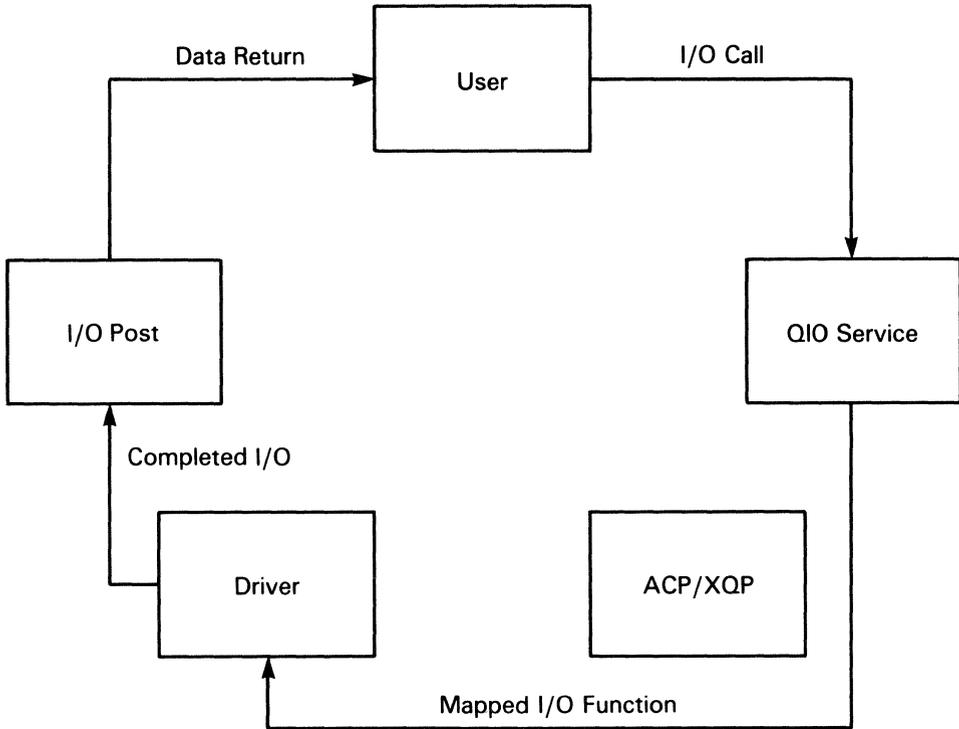 Data Return
User
I/O Call
I/O Post
QIO Service
Completed I/O
Driver
ACP/XQP
Mapped I/O Function